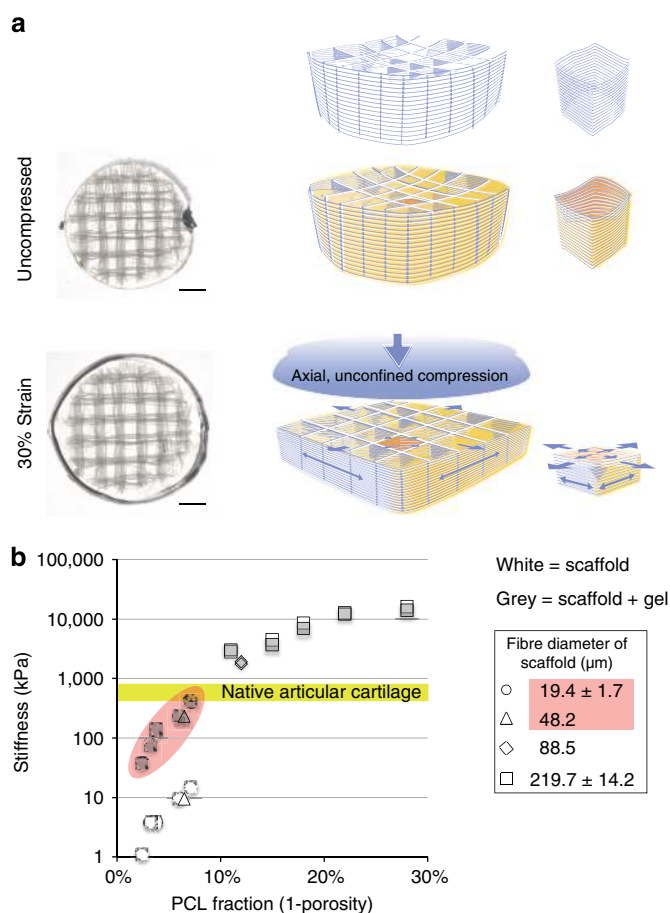 a
Uncompressed
30% Strain
Axial, unconfined compression
b
Stiffness (kPa)
100,000
10,000
1,000
100
10
1
Native articular cartilage
0%
10%
20%
30%
PCL fraction (1-porosity)
White = scaffold
Grey = scaffold + gel
Fibre diameter of
scaffold (µm)
19.4 ± 1.7
48.2
88.5
219.7 ± 14.2